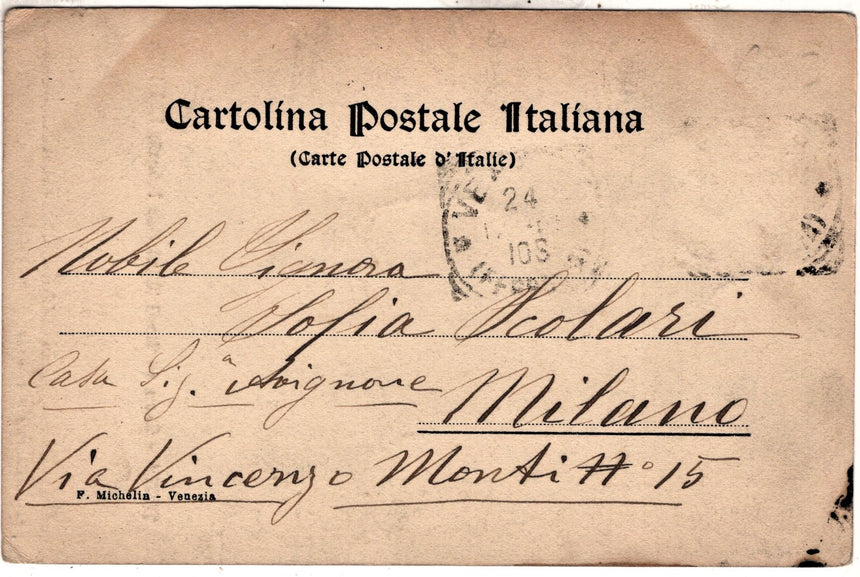 Cartolina Postale Italiana
(Carte Postale d'Italie)
24
Nobile Signora
Sofia Scolari
Casa Sig.ª Avignone
Milano
Via Vincenzo Monti Nº 15
F. Michelin - Venezia